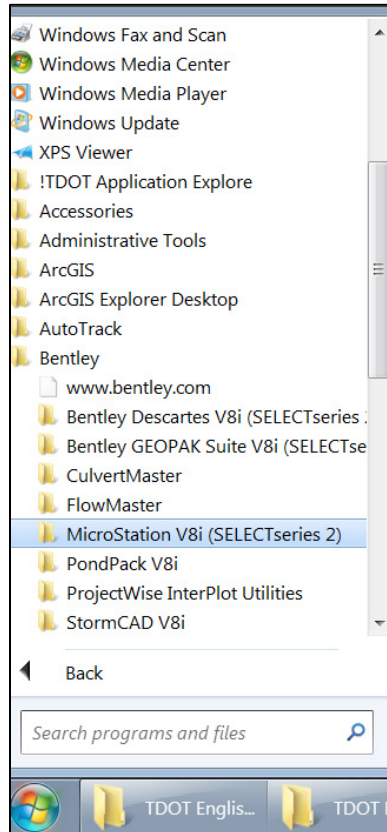 Windows Fax and Scan
Windows Media Center
Windows Media Player
Windows Update
XPS Viewer
!TDOT Application Explore
Accessories
Administrative Tools
ArcGIS
ArcGIS Explorer Desktop
AutoTrack
Bentley
www.bentley.com
Bentley Descartes V8i (SELECTseries
Bentley GEOPAK Suite V8i (SELECTse
CulvertMaster
FlowMaster
MicroStation V8i (SELECTseries 2)
PondPack V8i
ProjectWise InterPlot Utilities
StormCAD V8i
Back
Search programs and files
TDOT Englis... TDOT